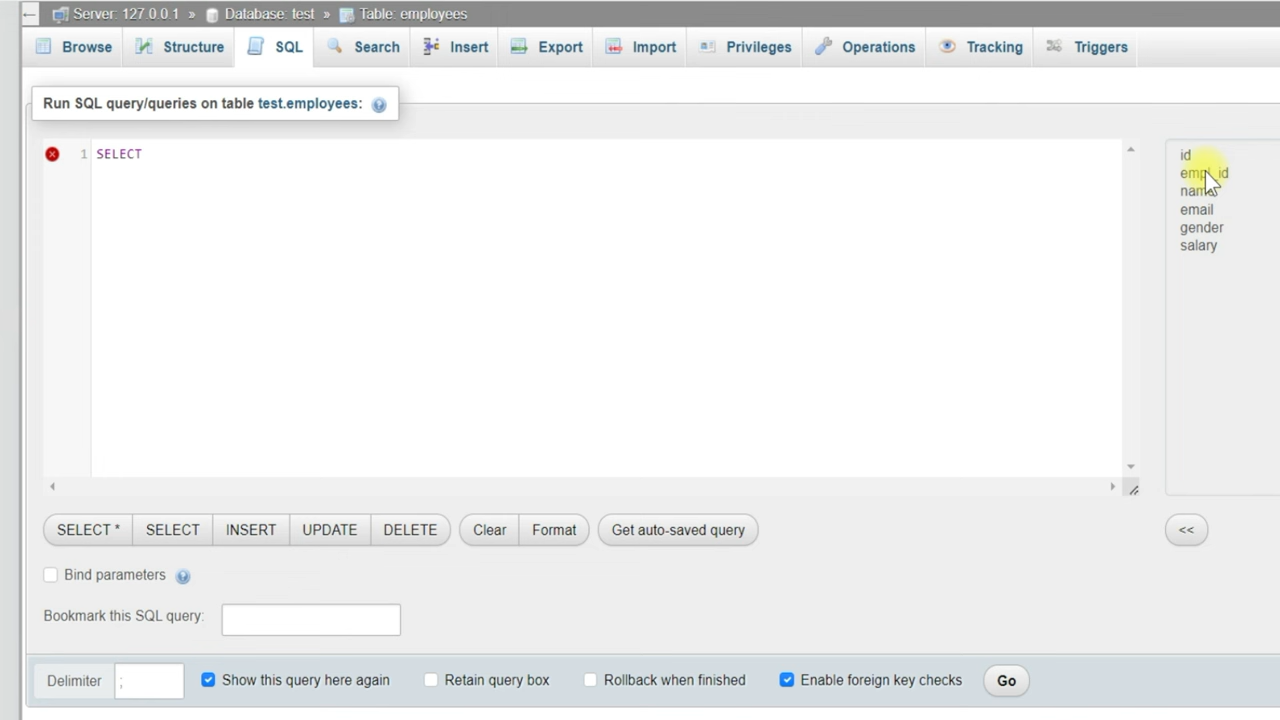 Server: 127.0.0.1 » Database: test » Table: employees
Browse Structure SQL Search Insert Export Import Privileges Operations Tracking Triggers
Run SQL query/queries on table test.employees:
1 SELECT
id
empl_id
name
email
gender
salary
SELECT * SELECT INSERT UPDATE DELETE Clear Format Get auto-saved query <<
Bind parameters
Bookmark this SQL query:
Delimiter ; Show this query here again Retain query box Rollback when finished Enable foreign key checks Go